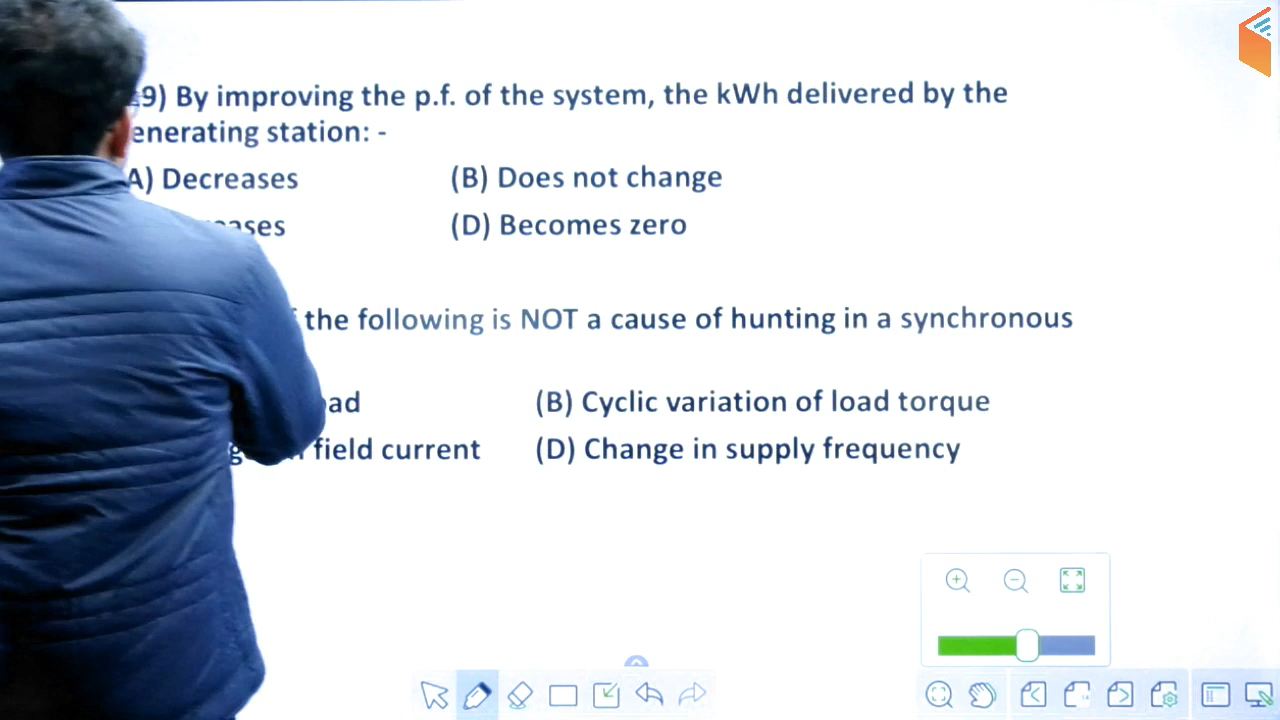 9) By improving the p.f. of the system, the kWh delivered by the
enerating station: -
A) Decreases (B) Does not change
eases (D) Becomes zero
the following is NOT a cause of hunting in a synchronous
ad (B) Cyclic variation of load torque
field current (D) Change in supply frequency